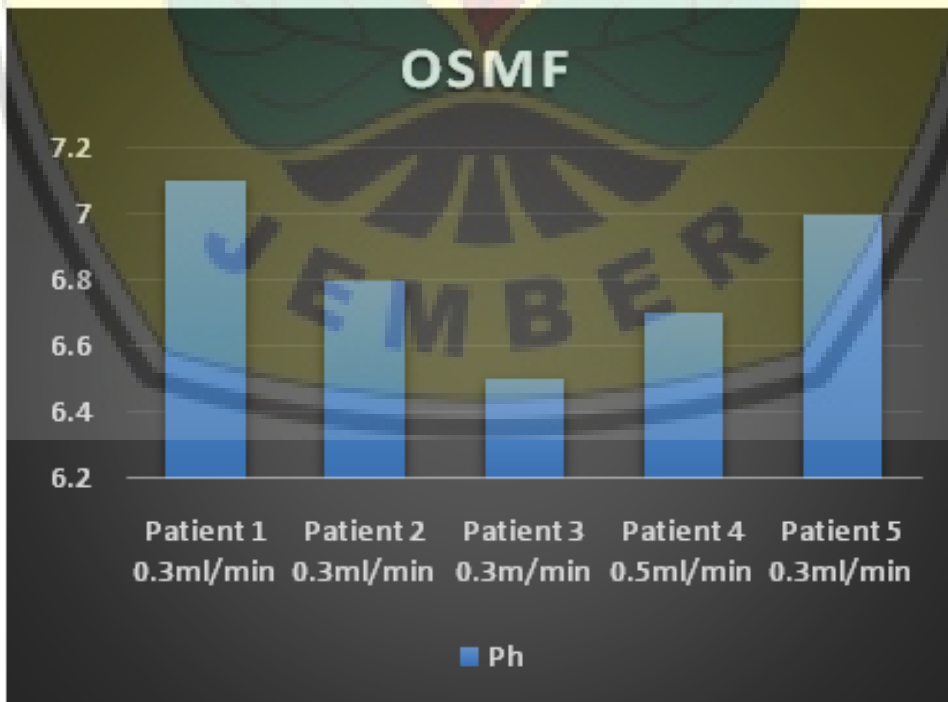 OSMF
7.2
7
6.8
6.6
6.4
6.2
JEMBER
Patient 1 Patient 2 Patient 3 Patient 4 Patient 5
0.3ml/min 0.3ml/min 0.3m/min 0.5ml/min 0.3ml/min
Ph